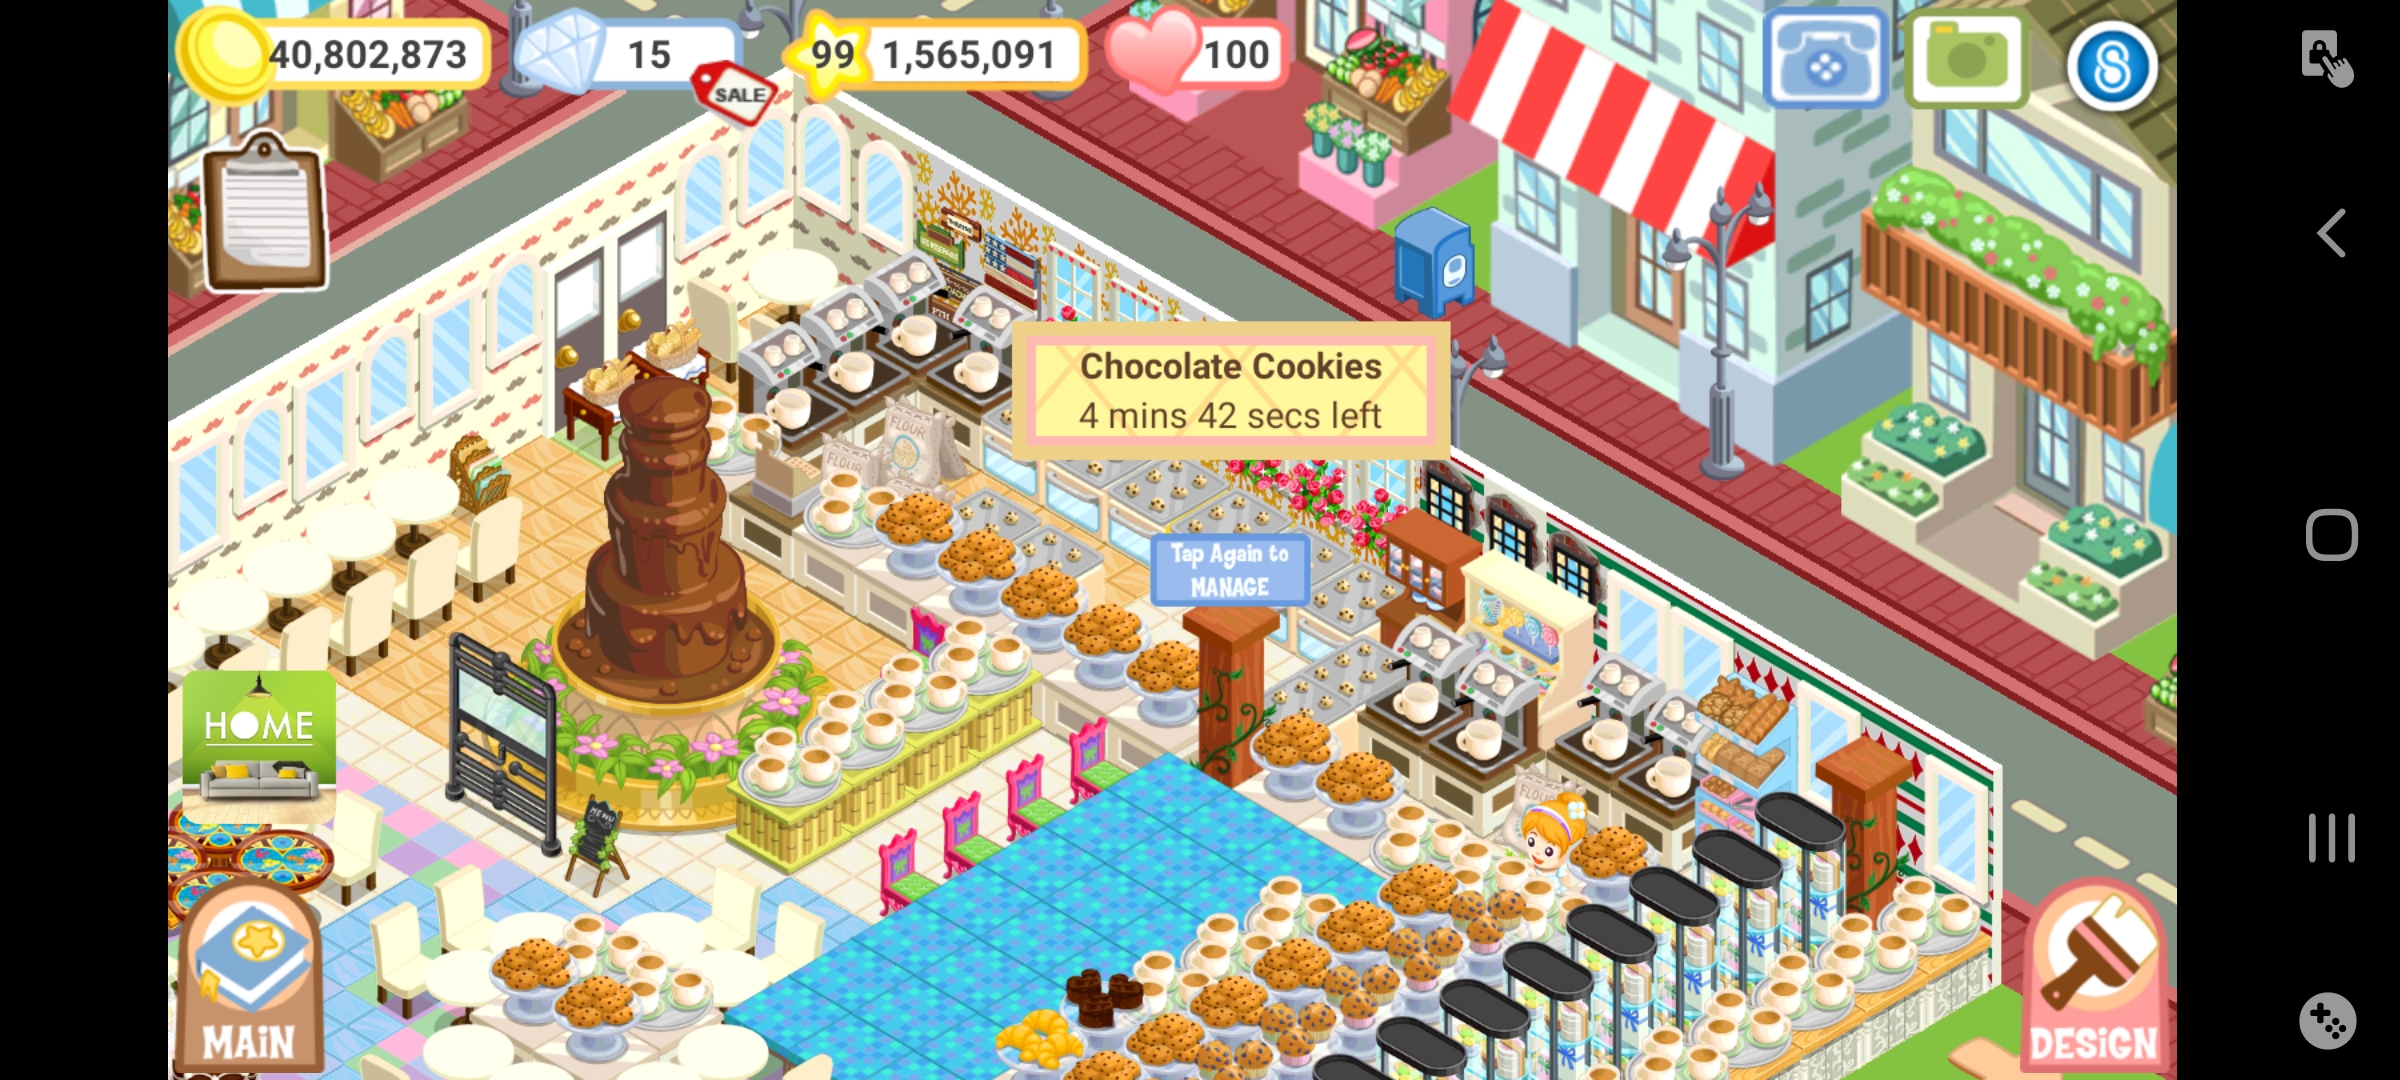 40,802,873
15
SALE
99
1,565,091
100
Chocolate Cookies
4 mins 42 secs left
FLOUR
FLOUR
Tap Again to
MANAGE
HOME
MENU
FLOUR
MAiN
DESiGN